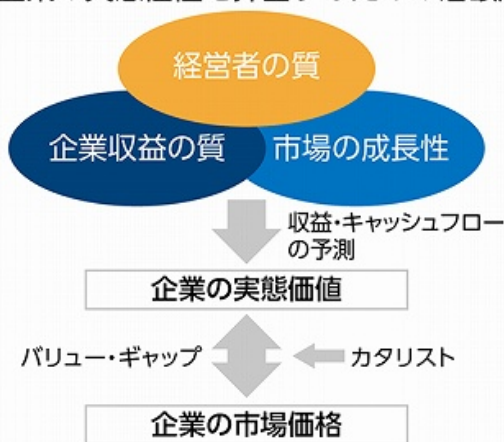 経営者の質
企業収益の質
市場の成長性
収益・キャッシュフロー
の予測
企業の実態価値
バリュー・ギャップ
カタリスト
企業の市場価格